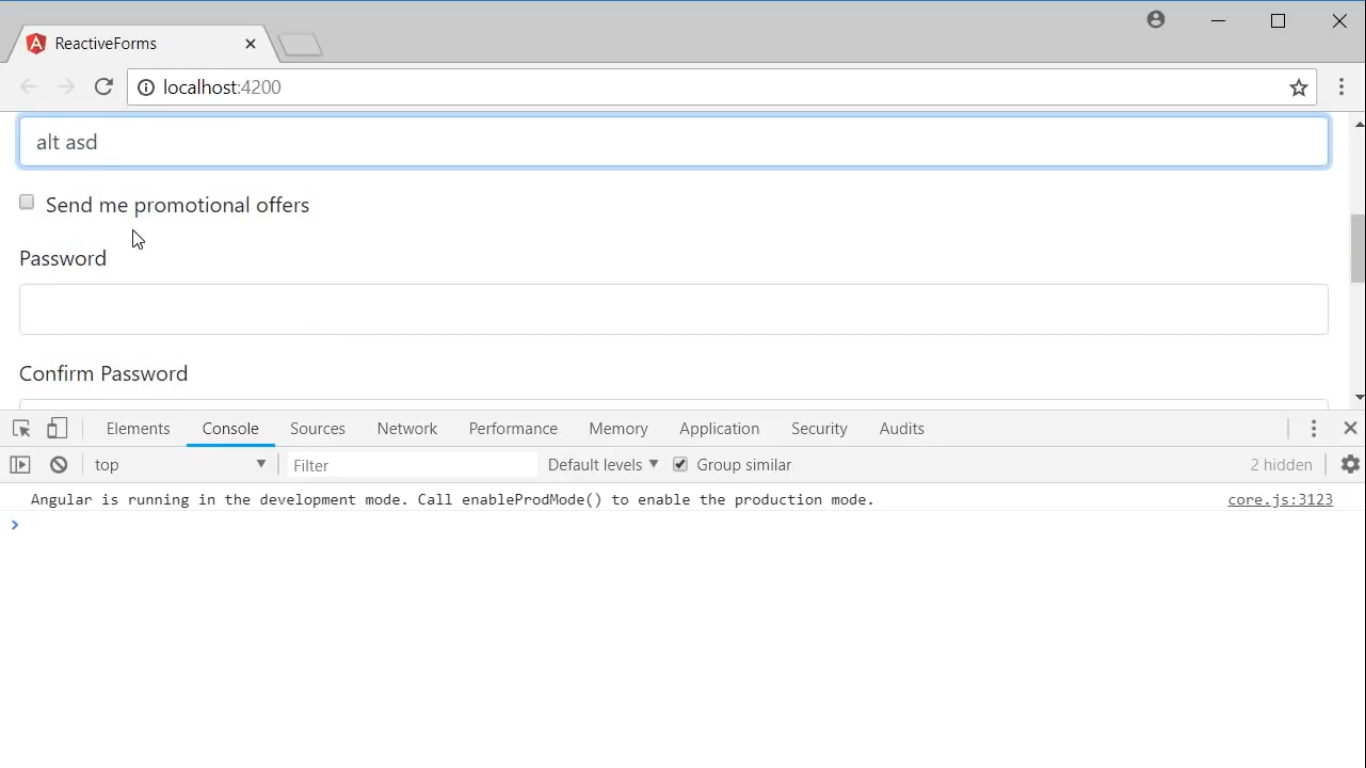 ReactiveForms
localhost:4200
alt asd
Send me promotional offers
Password
Confirm Password
Elements Console Sources Network Performance Memory Application Security Audits
top Filter Default levels Group similar 2 hidden
Angular is running in the development mode. Call enableProdMode() to enable the production mode. core.js:3123